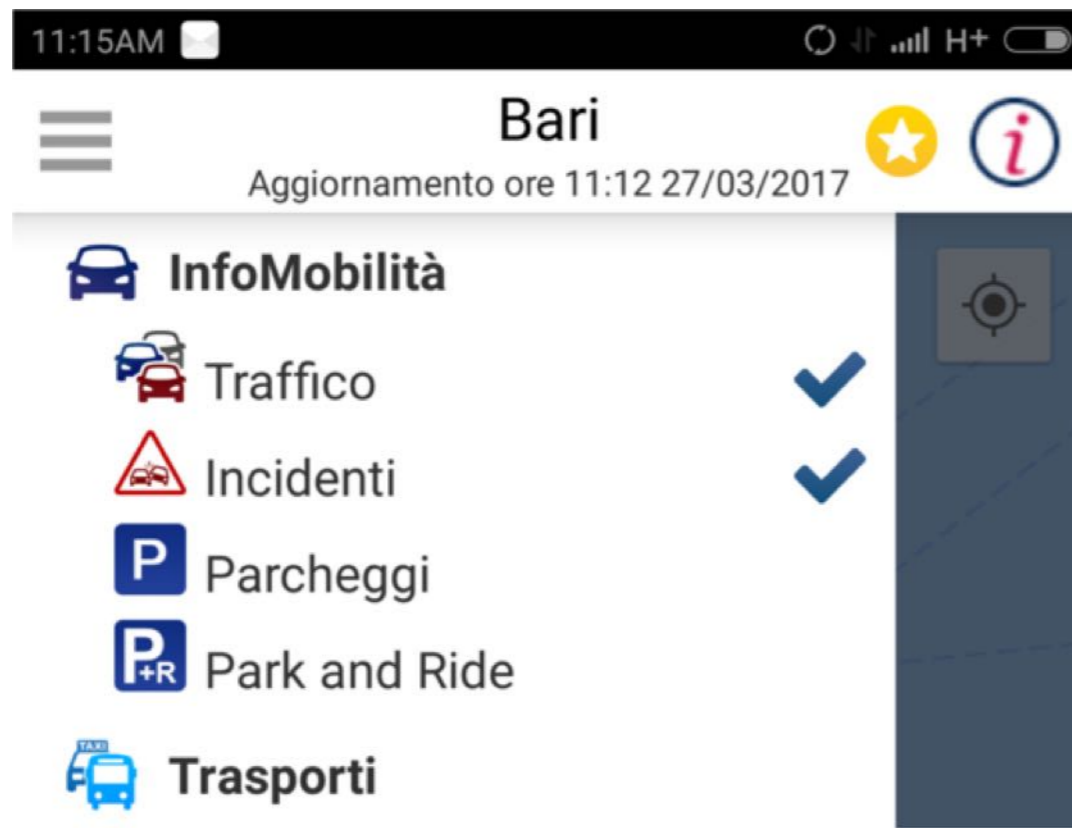 11:15AM H+
Bari
i
Aggiornamento ore 11:12 27/03/2017
InfoMobilità
Traffico
Incidenti
P Parcheggi
P+R Park and Ride
TAXI
Trasporti